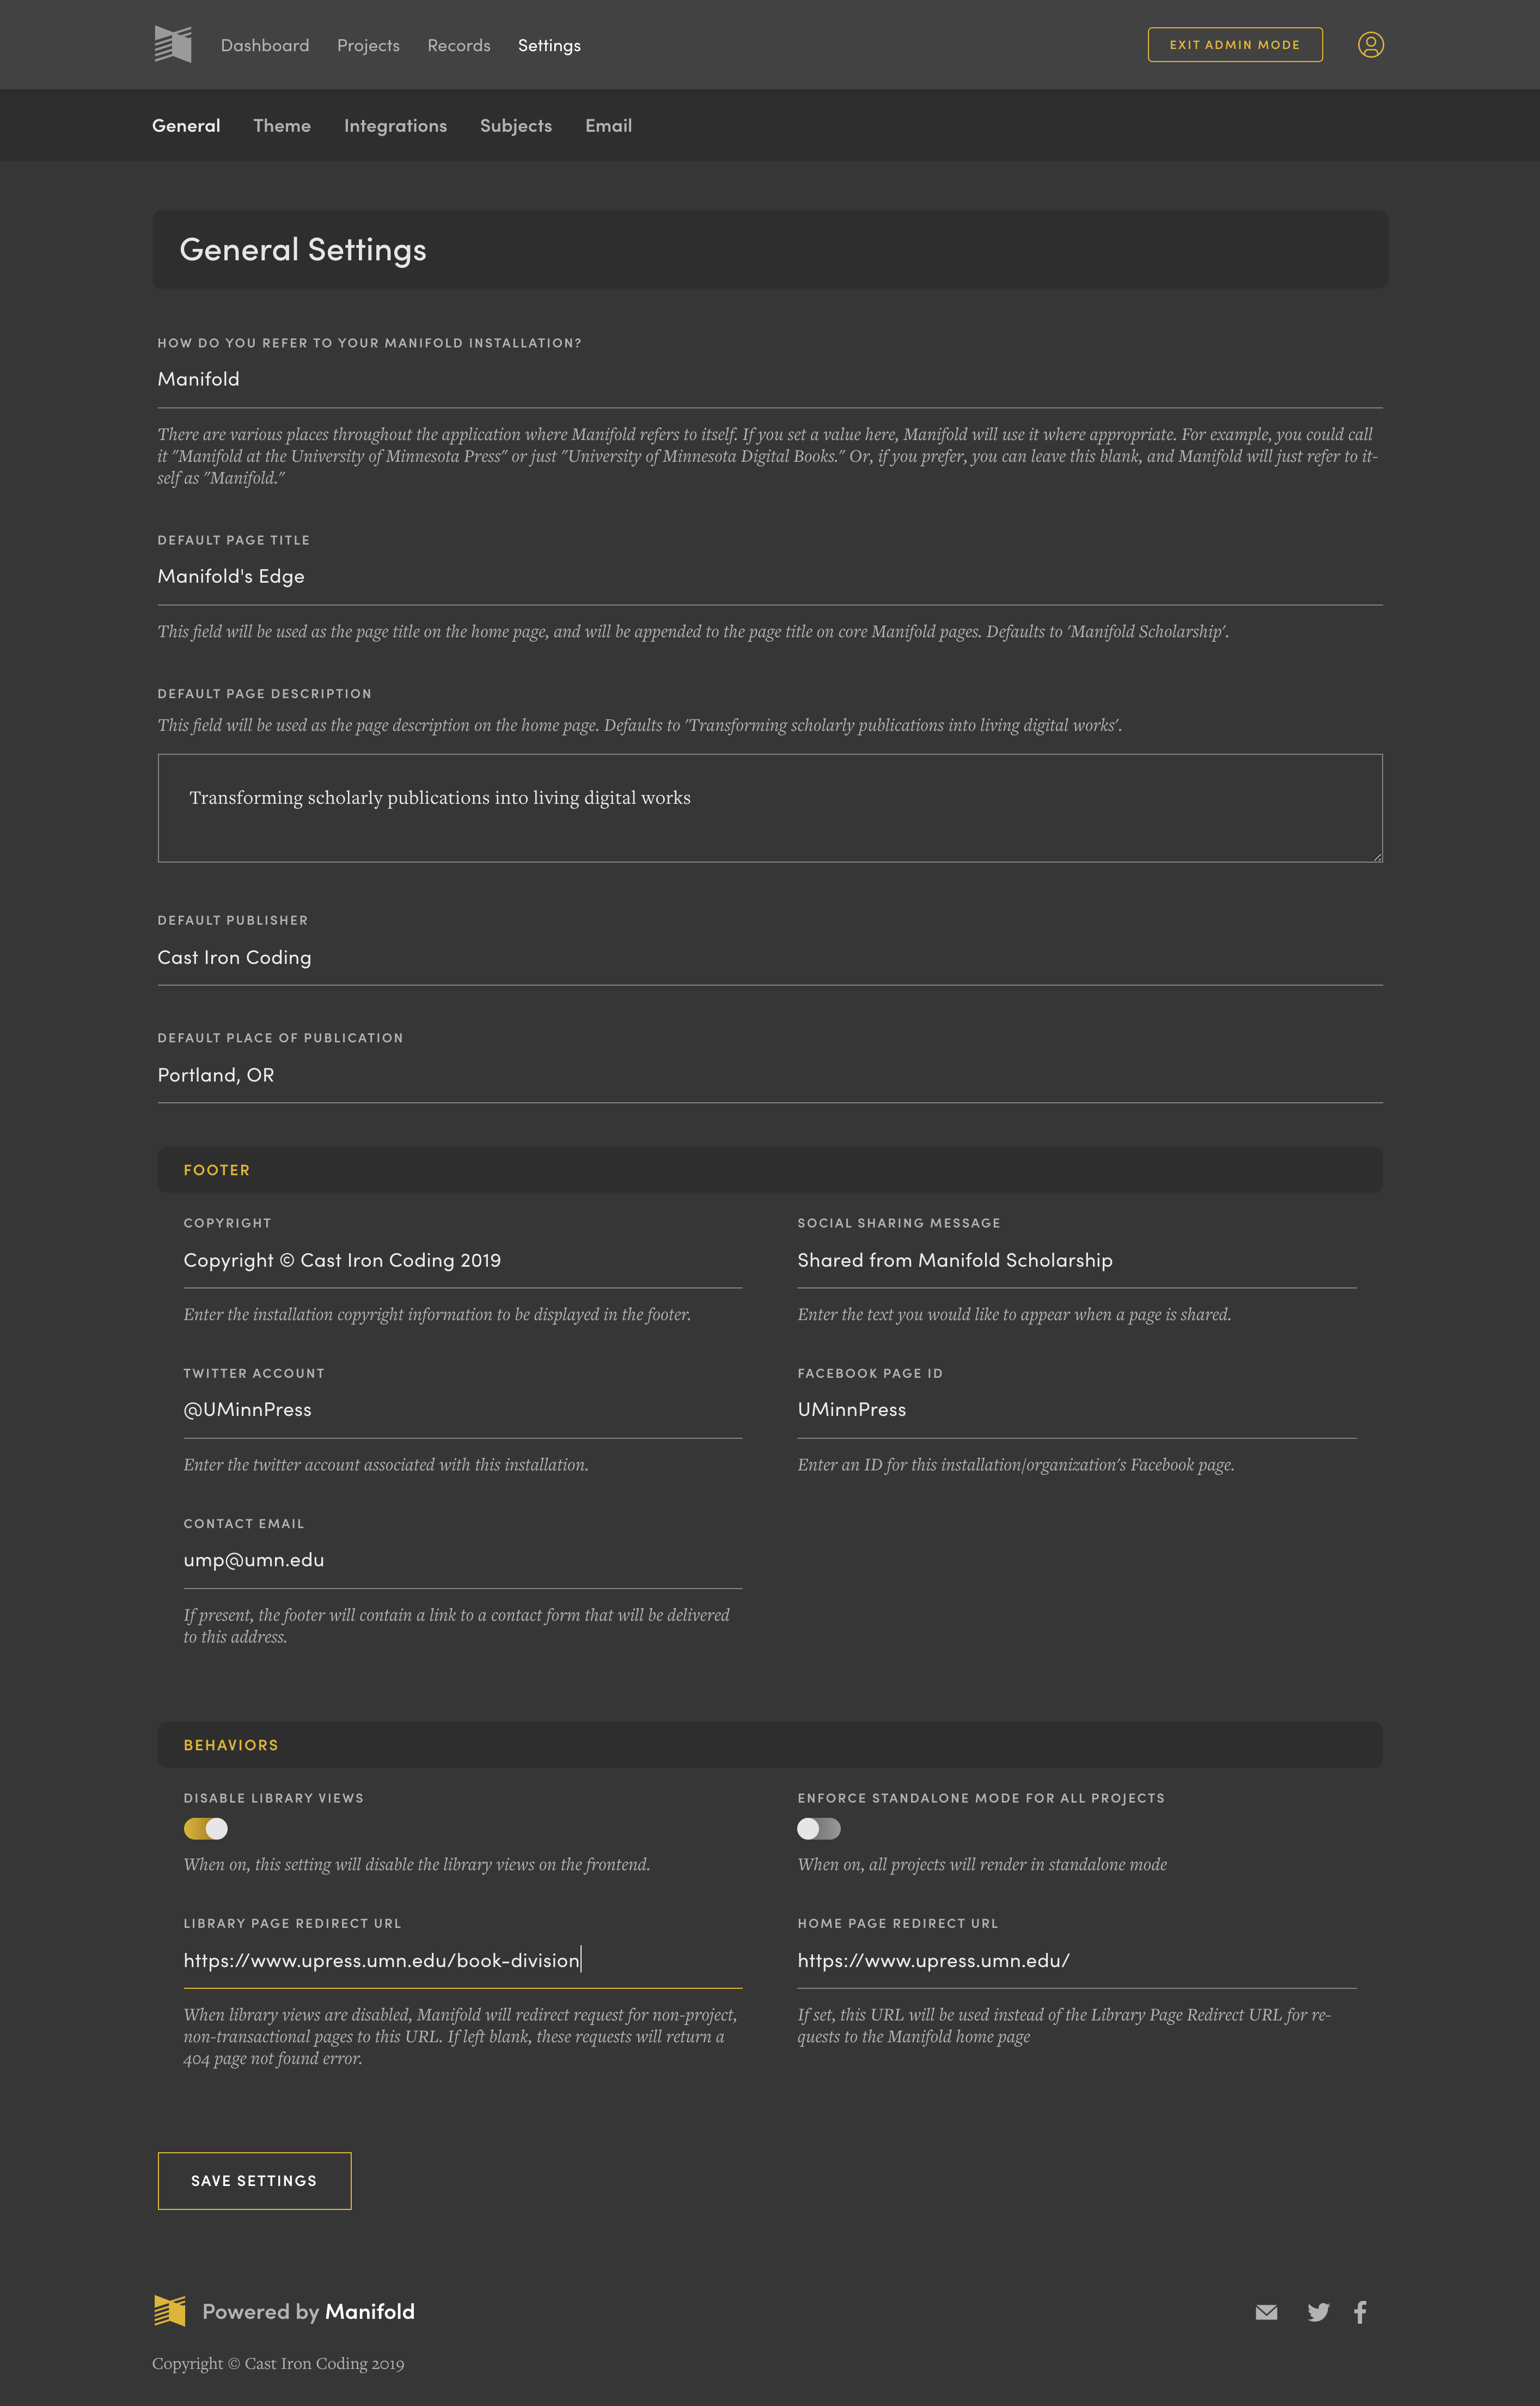 Dashboard Projects Records Settings EXIT ADMIN MODE
General Theme Integrations Subjects Email
General Settings
HOW DO YOU REFER TO YOUR MANIFOLD INSTALLATION?
Manifold
There are various places throughout the application where Manifold refers to itself. If you set a value here, Manifold will use it where appropriate. For example, you could call
it "Manifold at the University of Minnesota Press" or just "University of Minnesota Digital Books." Or, if you prefer, you can leave this blank, and Manifold will just refer to it-
self as "Manifold."
DEFAULT PAGE TITLE
Manifold's Edge
This field will be used as the page title on the home page, and will be appended to the page title on core Manifold pages. Defaults to 'Manifold Scholarship'.
DEFAULT PAGE DESCRIPTION
This field will be used as the page description on the home page. Defaults to 'Transforming scholarly publications into living digital works'.
Transforming scholarly publications into living digital works
DEFAULT PUBLISHER
Cast Iron Coding
DEFAULT PLACE OF PUBLICATION
Portland, OR
FOOTER
COPYRIGHT
Copyright © Cast Iron Coding 2019
Enter the installation copyright information to be displayed in the footer.
SOCIAL SHARING MESSAGE
Shared from Manifold Scholarship
Enter the text you would like to appear when a page is shared.
TWITTER ACCOUNT
@UMinnPress
Enter the twitter account associated with this installation.
FACEBOOK PAGE ID
UMinnPress
Enter an ID for this installation/organization's Facebook page.
CONTACT EMAIL
ump@umn.edu
If present, the footer will contain a link to a contact form that will be delivered
to this address.
BEHAVIORS
DISABLE LIBRARY VIEWS
When on, this setting will disable the library views on the frontend.
ENFORCE STANDALONE MODE FOR ALL PROJECTS
When on, all projects will render in standalone mode
LIBRARY PAGE REDIRECT URL
https://www.upress.umn.edu/book-division
When library views are disabled, Manifold will redirect request for non-project,
non-transactional pages to this URL. If left blank, these requests will return a
404 page not found error.
HOME PAGE REDIRECT URL
https://www.upress.umn.edu/
If set, this URL will be used instead of the Library Page Redirect URL for re-
quests to the Manifold home page
SAVE SETTINGS
Powered by Manifold
Copyright © Cast Iron Coding 2019